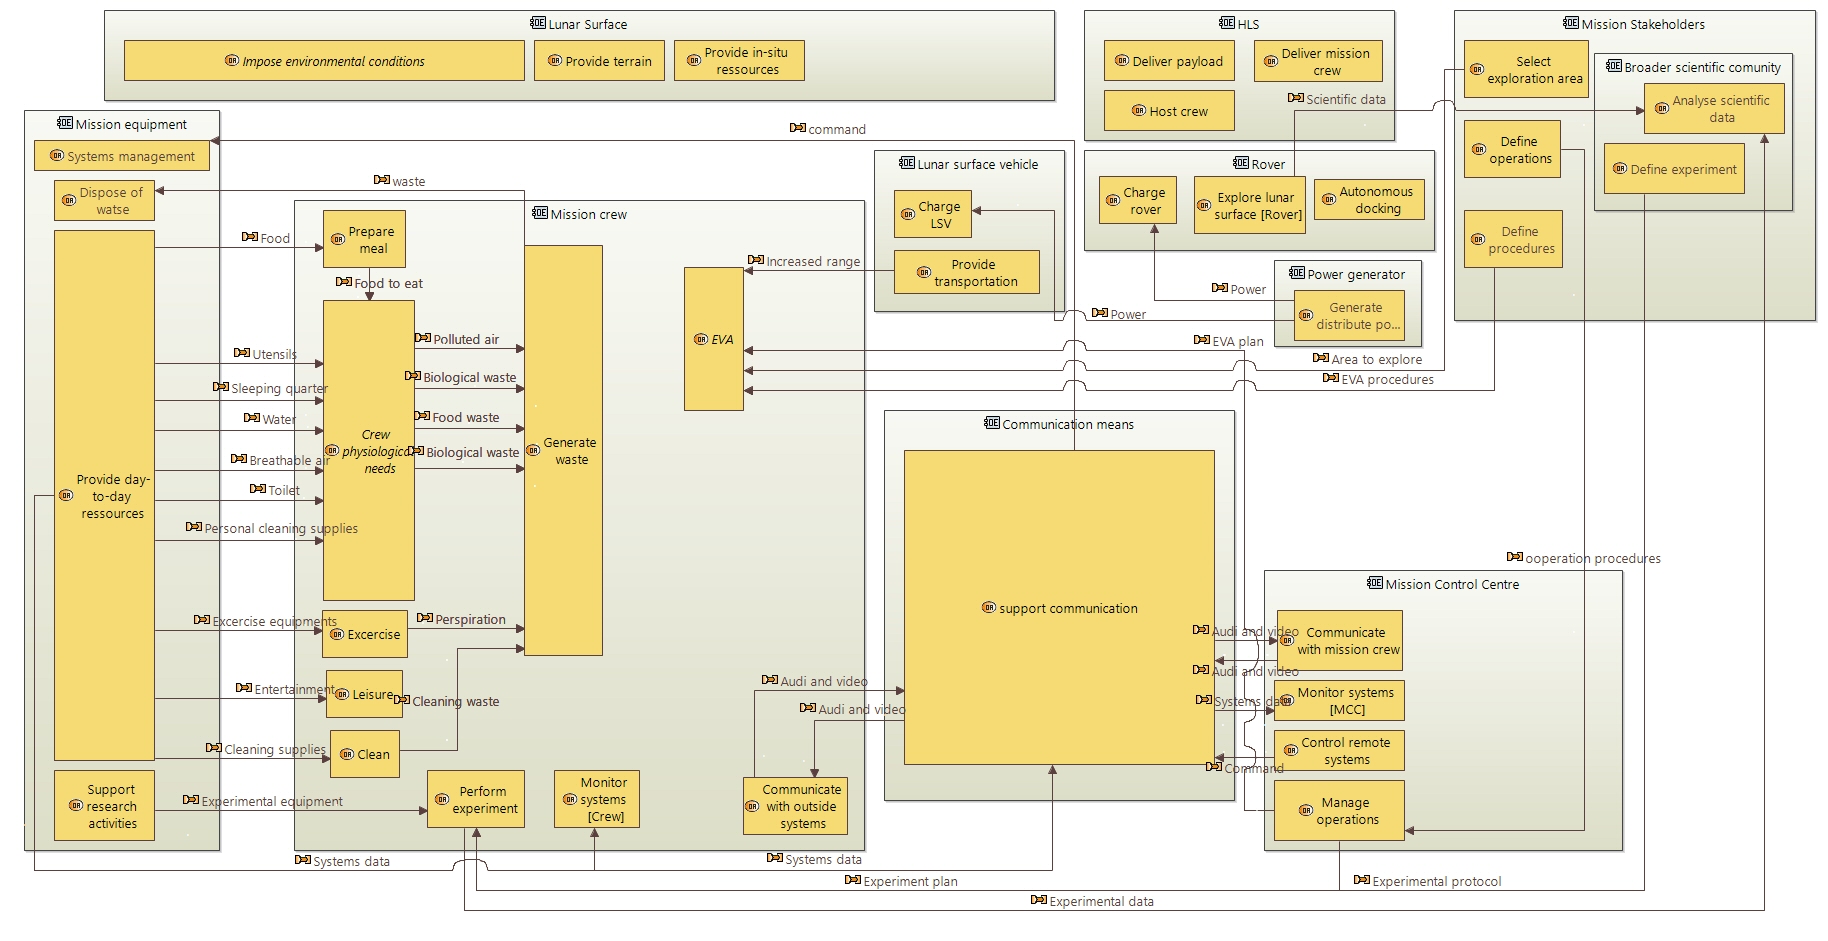 Lunar Surface
Impose environmental conditions
Provide terrain
Provide in-situ
ressources
HLS
Deliver payload
Deliver mission
crew
Host crew
Scientific data
Mission Stakeholders
Select
exploration area
Broader scientific comunity
Analyse scientific
data
Define experiment
Define
operations
Define
procedures
Mission equipment
Systems management
Dispose of
watse
Provide day-
to-day
ressources
Support
research
activities
command
waste
Food
Utensils
Sleeping quarter
Water
Breathable air
Toilet
Personal cleaning supplies
Excercise equipments
Entertainment
Cleaning supplies
Experimental equipment
Mission crew
Prepare
meal
Food to eat
Crew
physiological
needs
Polluted air
Biological waste
Food waste
Biological waste
Generate
waste
Excercise
Perspiration
Leisure
Cleaning waste
Clean
Perform
experiment
Monitor
systems
[Crew]
Communicate
with outside
systems
EVA
Increased range
Lunar surface vehicle
Charge
LSV
Provide
transportation
Rover
Charge
rover
Explore lunar
surface [Rover]
Autonomous
docking
Power generator
Generate
distribute po...
Power
Power
EVA plan
Area to explore
EVA procedures
Communication means
support communication
Audi and video
Audi and video
ooperation procedures
Mission Control Centre
Communicate
with mission crew
Monitor systems
[MCC]
Control remote
systems
Manage
operations
Audi and video
Audi and video
Systems data
Command
Systems data
Systems data
Experiment plan
Experimental protocol
Experimental data